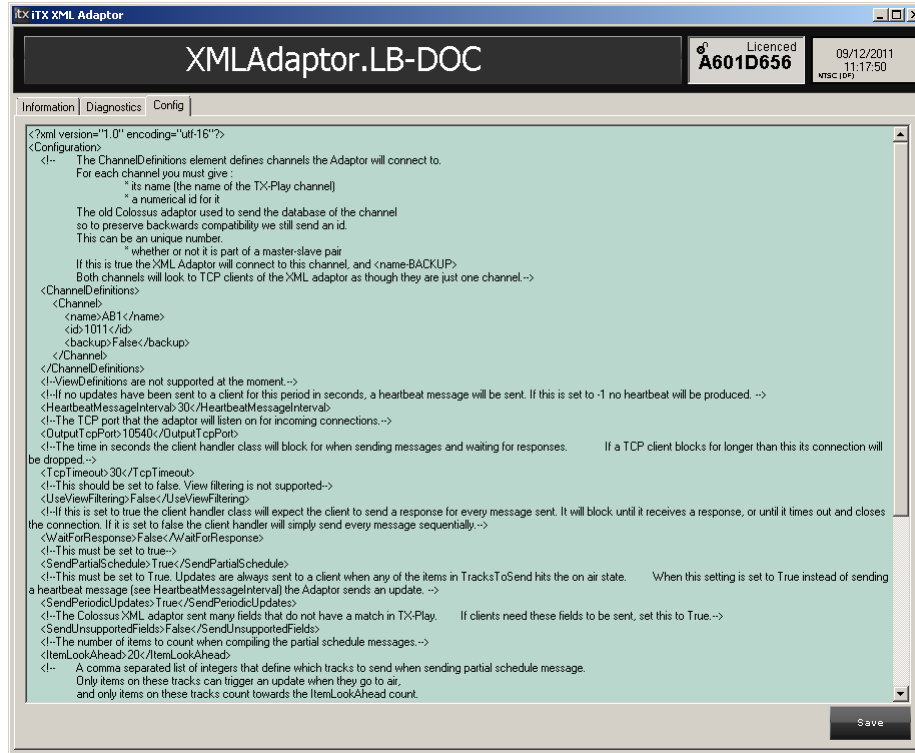 itx iTX XML Adaptor
XMLAdaptor.LB-DOC
Licenced
A601D656
09/12/2011
11:17:50
NTSC (DF)
Information Diagnostics Config
<?xml version="1.0" encoding="utf-16"?>
<Configuration>
<!-- The ChannelDefinitions element defines channels the Adaptor will connect to.
For each channel you must give :
* its name (the name of the TX-Play channel)
* a numerical id for it
The old Colossus adaptor used to send the database of the channel
so to preserve backwards compatibility we still send an id.
This can be an unique number.
* whether or not it is part of a master-slave pair
If this is true the XML Adaptor will connect to this channel, and <name-BACKUP>
Both channels will look to TCP clients of the XML adaptor as though they are just one channel.-->
<ChannelDefinitions>
<Channel>
<name>AB1</name>
<id>1011</id>
<backup>False</backup>
</Channel>
</ChannelDefinitions>
<!--ViewDefinitions are not supported at the moment.-->
<!--If no updates have been sent to a client for this period in seconds, a heartbeat message will be sent. If this is set to -1 no heartbeat will be produced. -->
<HeartbeatMessageInterval>30</HeartbeatMessageInterval>
<!--The TCP port that the adaptor will listen on for incoming connections.-->
<OutputTcpPort>10540</OutputTcpPort>
<!--The time in seconds the client handler class will block for when sending messages and waiting for responses. If a TCP client blocks for longer than this its connection will
be dropped.-->
<TcpTimeout>30</TcpTimeout>
<!--This should be set to false. View filtering is not supported-->
<UseViewFiltering>False</UseViewFiltering>
<!--If this is set to true the client handler class will expect the client to send a response for every message sent. It will block until it receives a response, or until it times out and closes
the connection. If it is set to false the client handler will simply send every message sequentially.-->
<WaitForResponse>False</WaitForResponse>
<!--This must be set to true-->
<SendPartialSchedule>True</SendPartialSchedule>
<!--This must be set to True. Updates are always sent to a client when any of the items in TracksToSend hits the on air state. When this setting is set to True instead of sending
a heartbeat message (see HeartbeatMessageInterval) the Adaptor sends an update. -->
<SendPeriodicUpdates>True</SendPeriodicUpdates>
<!--The Colossus XML adaptor sent many fields that do not have a match in TX-Play. If clients need these fields to be sent, set this to True.-->
<SendUnsupportedFields>False</SendUnsupportedFields>
<!--The number of items to count when compiling the partial schedule messages.-->
<ItemLookAhead>20</ItemLookAhead>
<!-- A comma separated list of integers that define which tracks to send when sending partial schedule message.
Only items on these tracks can trigger an update when they go to air,
and only items on these tracks count towards the ItemLookAhead count.
Save